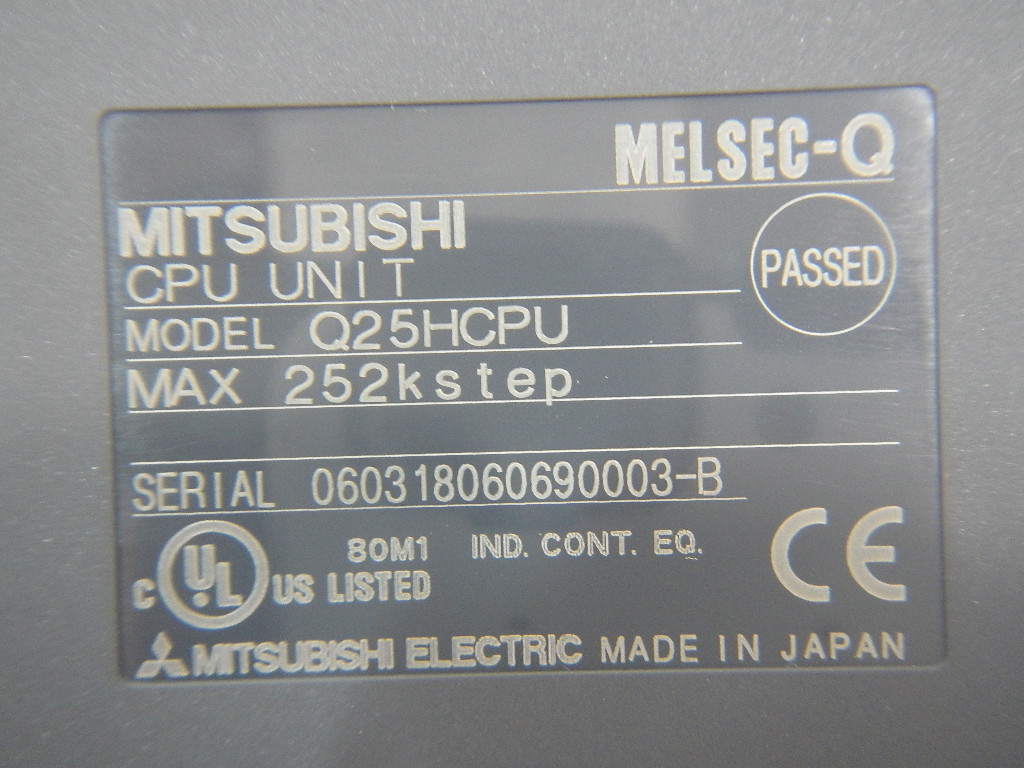 MELSEC-Q
MITSUBISHI
CPU UNIT
PASSED
MODEL Q25HCPU
MAX 252kstep
SERIAL 060318060690003-B
80M1 IND. CONT. EQ.
C UL US LISTED
CE
MITSUBISHI ELECTRIC MADE IN JAPAN